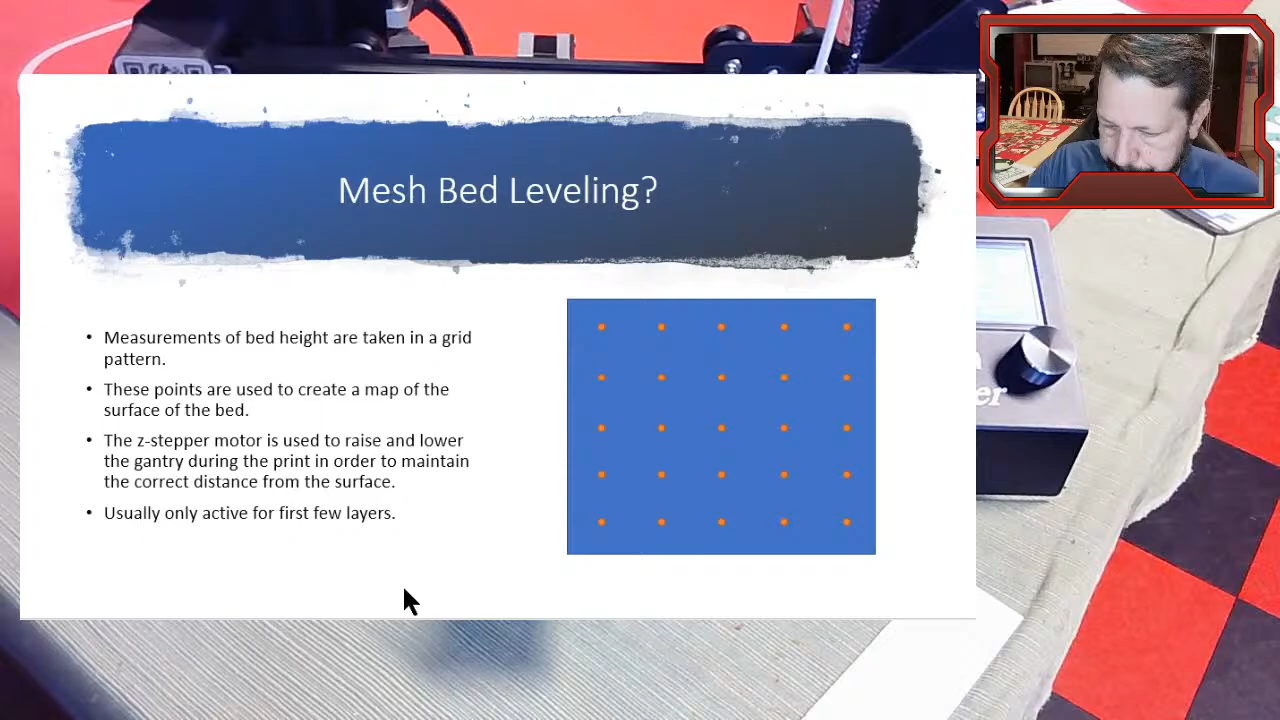 Mesh Bed Leveling?
• Measurements of bed height are taken in a grid
pattern.
• These points are used to create a map of the
surface of the bed.
• The z-stepper motor is used to raise and lower
the gantry during the print in order to maintain
the correct distance from the surface.
• Usually only active for first few layers.